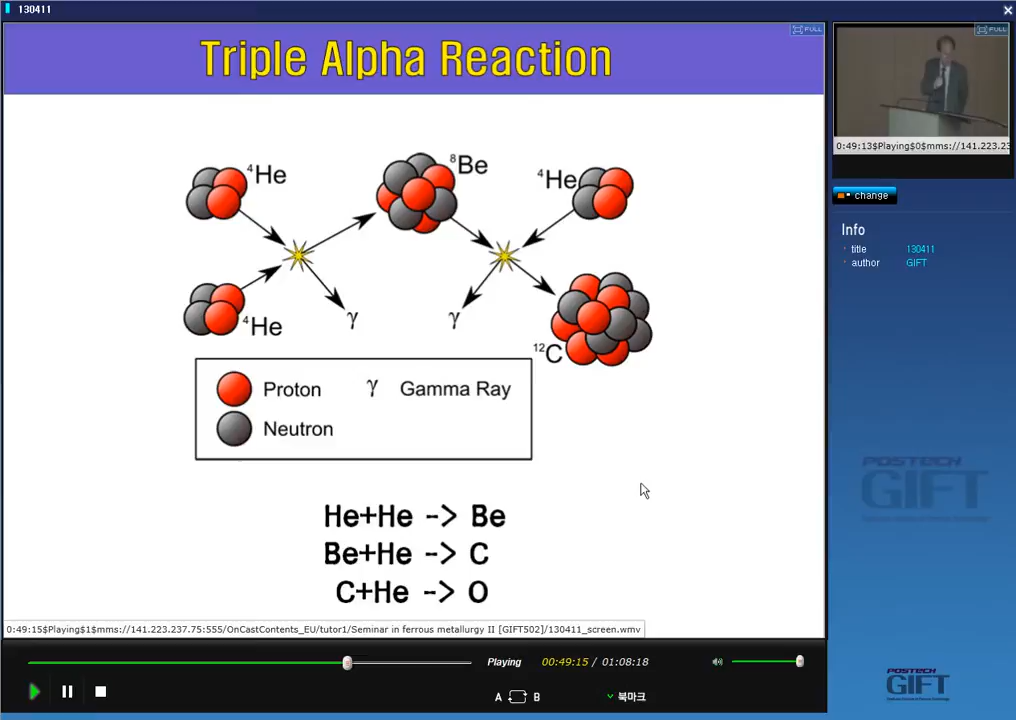 130411
FULL
Triple Alpha Reaction
4He
8Be
4He
γ
γ
4He
12C
Proton
γ Gamma Ray
Neutron
He+He -> Be
Be+He -> C
C+He -> O
0:49:15$Playing$1$mms://141.223.237.75:555/OnCastContents_EU/tutor1/Seminar in ferrous metallurgy II [GIFT502]/130411_screen.wmv
Playing
00:49:15 / 01:08:18
A B
북마크
FULL
0:49:13$Playing$0$mms://141.223.23
change
Info
title 130411
author GIFT
POSTECH
GIFT
POSTECH
GIFT